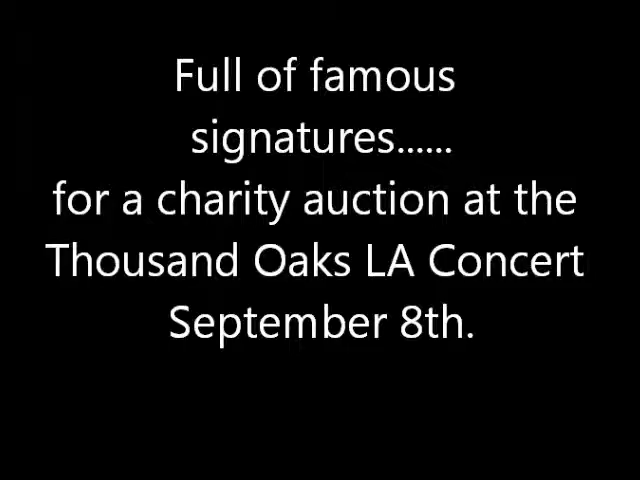 Full of famous
signatures......
for a charity auction at the
Thousand Oaks LA Concert
September 8th.